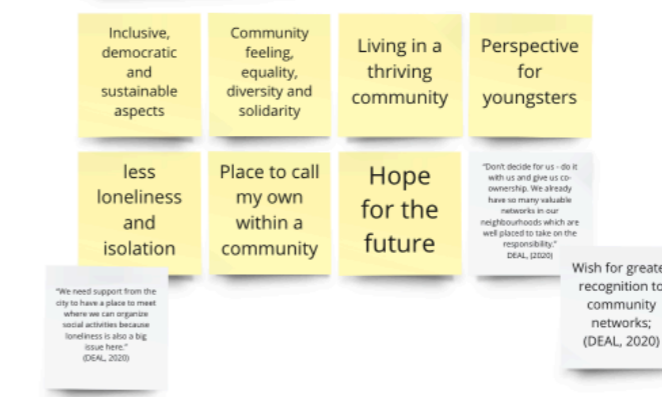 Inclusive,
democratic
and
sustainable
aspects
Community
feeling,
equality,
diversity and
solidarity
Living in a
thriving
community
Perspective
for
youngsters
less
loneliness
and
isolation
Place to call
my own
within a
community
Hope
for the
future
"Don't decide for us - do it
with us and give us co-
ownership. We already
have so many valuable
networks in our
neighbourhoods which are
well placed to take on the
responsibility."
DEAL, (2020)
"We need support from the
city to have a place to meet
where we can organize
social activities because
loneliness is also a big
issue here."
(DEAL, 2020)
Wish for greate
recognition to
community
networks;
(DEAL, 2020)